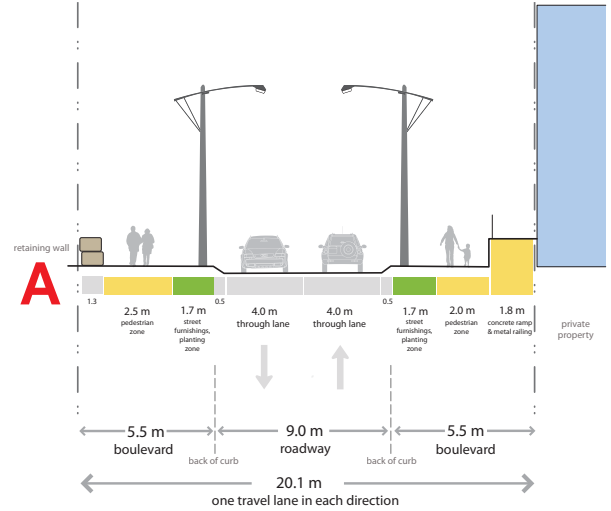 retaining wall
A
1.3
2.5 m
pedestrian
zone
1.7 m
street
furnishings,
planting
zone
0.5
4.0 m
through lane
4.0 m
through lane
0.5
1.7 m
street
furnishings,
planting
zone
2.0 m
pedestrian
zone
1.8 m
concrete ramp
& metal railing
private
property
5.5 m
boulevard
back of curb
9.0 m
roadway
back of curb
5.5 m
boulevard
20.1 m
one travel lane in each direction